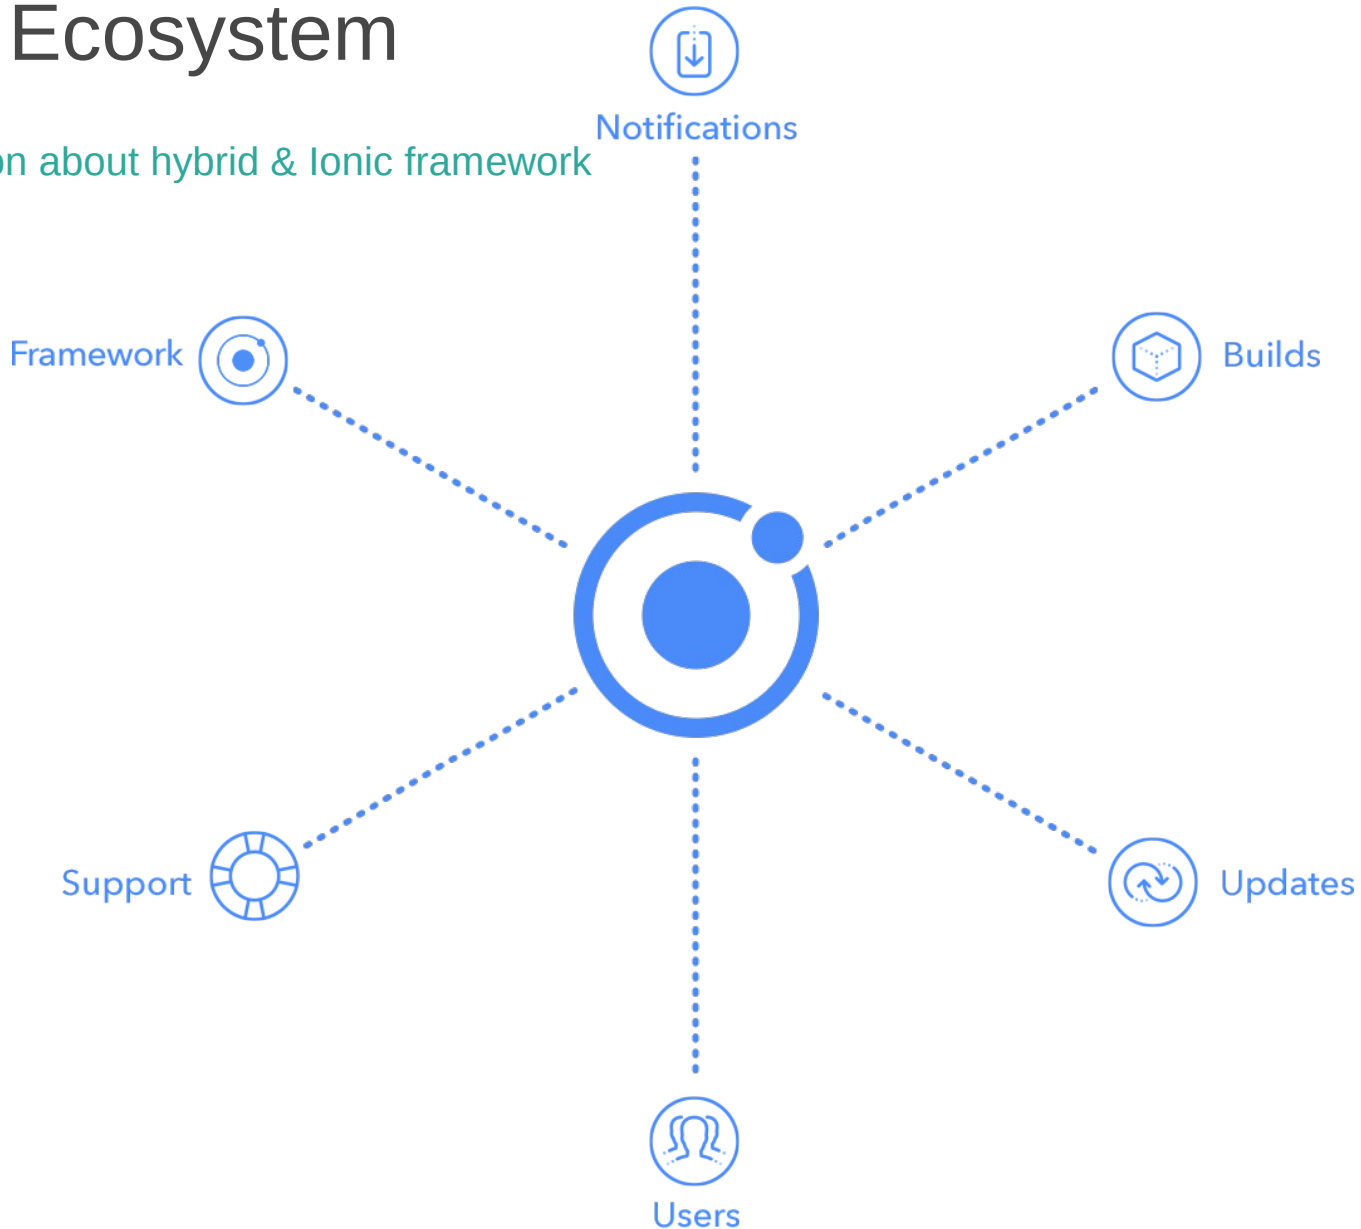 Ecosystem
Notifications
on about hybrid & Ionic framework
Framework
Builds
Support
Updates
Users